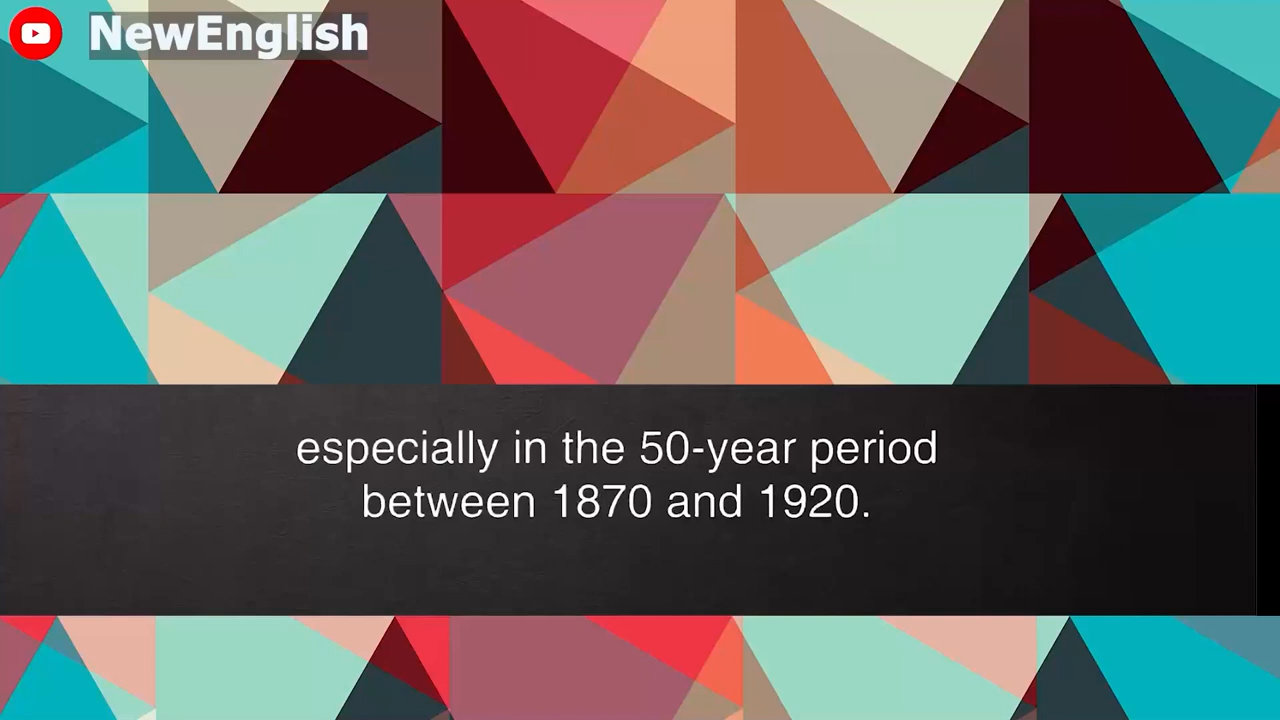 NewEnglish
especially in the 50-year period
between 1870 and 1920.